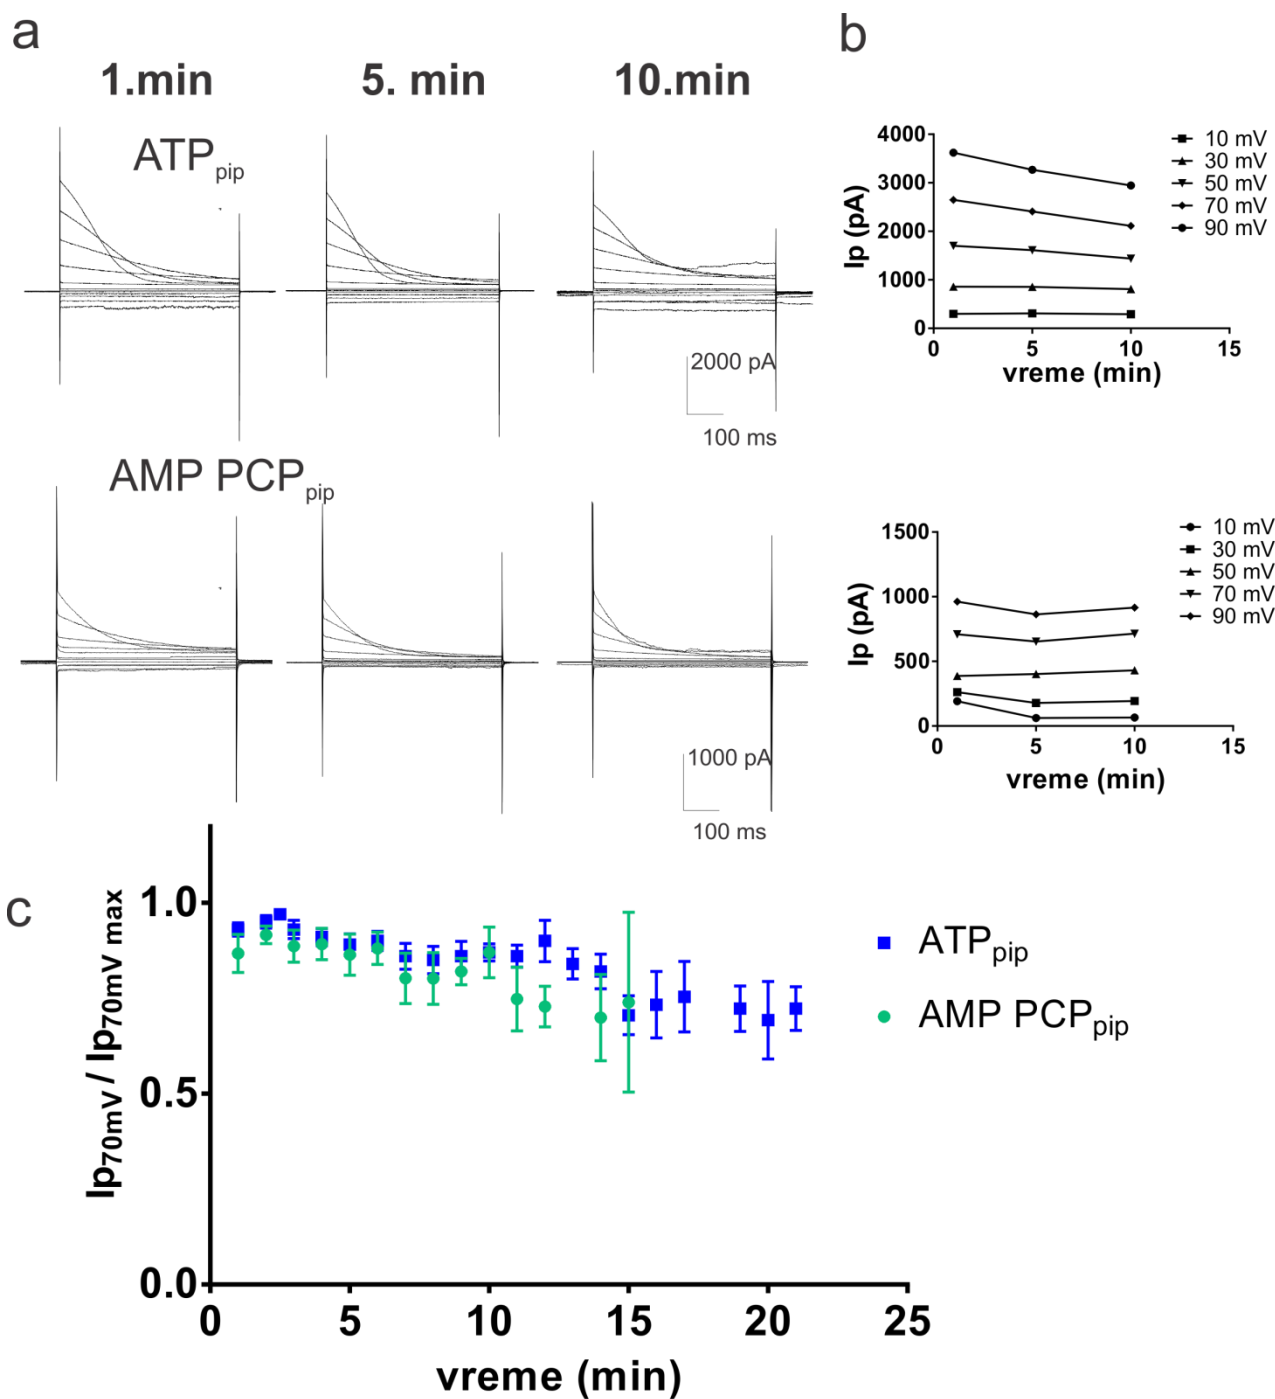 a
b
1.min
5. min
10.min
ATPpip
2000 pA
100 ms
4000
3000
2000
1000
0
0
5
10
15
Ip (pA)
vreme (min)
10 mV
30 mV
50 mV
70 mV
90 mV
AMP PCPpip
1000 pA
100 ms
1500
1000
500
0
0
5
10
15
Ip (pA)
vreme (min)
10 mV
30 mV
50 mV
70 mV
90 mV
c
1.0
0.5
0.0
0
5
10
15
20
25
Ip70mV / Ip70mV max
vreme (min)
ATPpip
AMP PCPpip